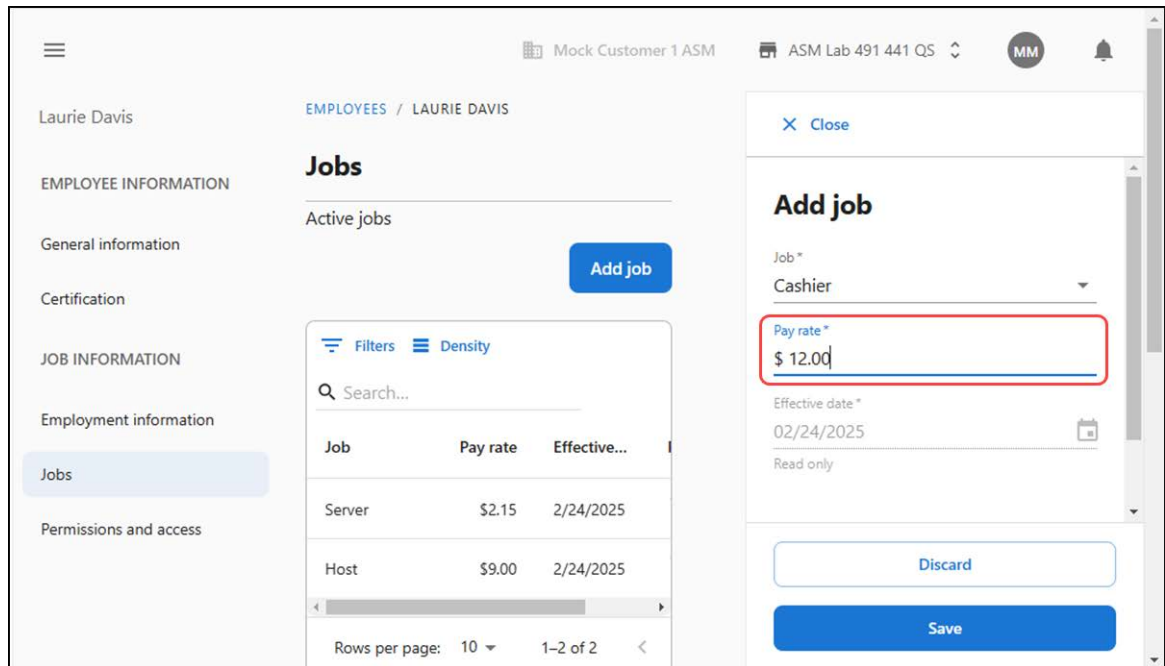 Mock Customer 1 ASM
ASM Lab 491 441 QS
MM
Laurie Davis
EMPLOYEE INFORMATION
General information
Certification
JOB INFORMATION
Employment information
Jobs
Permissions and access
EMPLOYEES / LAURIE DAVIS
Jobs
Active jobs
Add job
Filters Density
Search...
Job Pay rate Effective...
Server $2.15 2/24/2025
Host $9.00 2/24/2025
Rows per page: 10 1–2 of 2
Close
Add job
Job *
Cashier
Pay rate *
$ 12.00
Effective date *
02/24/2025
Read only
Discard
Save